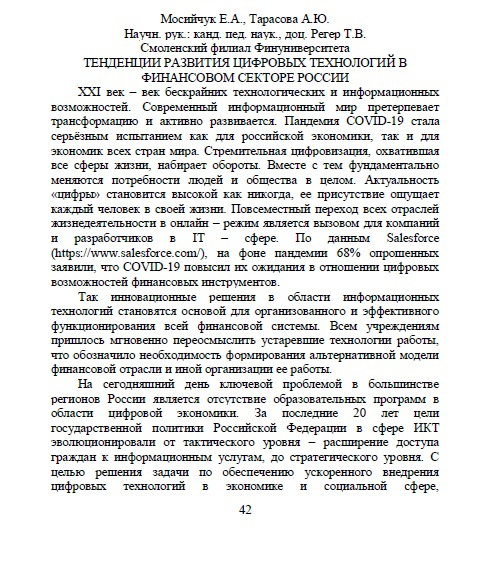 Мосийчук Е.А., Тарасова А.Ю.
Научн. рук.: канд. пед. наук., доц. Регер Т.В.
Смоленский филиал Финуниверситета
ТЕНДЕНЦИИ РАЗВИТИЯ ЦИФРОВЫХ ТЕХНОЛОГИЙ В
ФИНАНСОВОМ СЕКТОРЕ РОССИИ
XXI век – век бескрайних технологических и информационных
возможностей. Современный информационный мир претерпевает
трансформацию и активно развивается. Пандемия COVID-19 стала
серьёзным испытанием как для российской экономики, так и для
экономик всех стран мира. Стремительная цифровизация, охватившая
все сферы жизни, набирает обороты. Вместе с тем фундаментально
меняются потребности людей и общества в целом. Актуальность
«цифры» становится высокой как никогда, ее присутствие ощущает
каждый человек в своей жизни. Повсеместный переход всех отраслей
жизнедеятельности в онлайн – режим является вызовом для компаний
и разработчиков в IT – сфере. По данным Salesforce
(https://www.salesforce.com/), на фоне пандемии 68% опрошенных
заявили, что COVID-19 повысил их ожидания в отношении цифровых
возможностей финансовых инструментов.
Так инновационные решения в области информационных
технологий становятся основой для организованного и эффективного
функционирования всей финансовой системы. Всем учреждениям
пришлось мгновенно переосмыслить устаревшие технологии работы,
что обозначило необходимость формирования альтернативной модели
финансовой отрасли и иной организации ее работы.
На сегодняшний день ключевой проблемой в большинстве
регионов России является отсутствие образовательных программ в
области цифровой экономики. За последние 20 лет цели
государственной политики Российской Федерации в сфере ИКТ
эволюционировали от тактического уровня – расширение доступа
граждан к информационным услугам, до стратегического уровня. С
целью решения задачи по обеспечению ускоренного внедрения
цифровых технологий в экономике и социальной сфере,
42